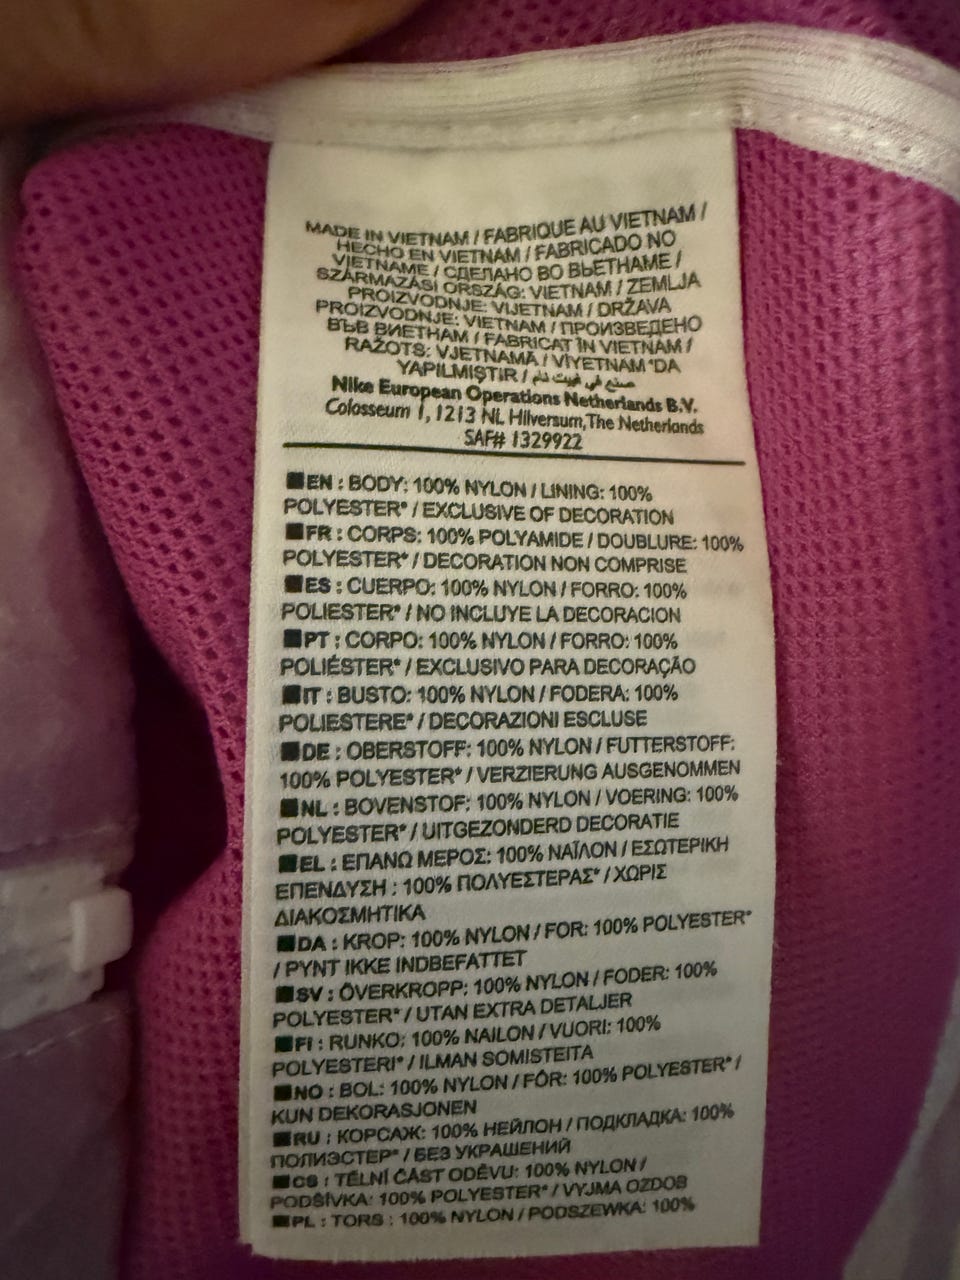 MADE IN VIETNAM / FABRIQUE AU VIETNAM /
HECHO EN VIETNAM / FABRICADO NO
VIETNAME / СДЕЛАНО ВО ВЬЕТНАМЕ /
SZÁRMAZÁSI ORSZÁG: VIETNAM / ZEMLJA
PROIZVODNJE: VIJETNAM / DRŽAVA
PROIZVODNJE: VIETNAM / ПРОИЗВЕДЕНО
ВЪВ ВИЕТНАМ / FABRICAT ÎN VIETNAM /
RAŽOTS: VJETNAMĀ / VİYETNAM'DA
YAPILMIŞTIR / صنع في فييت نام
Nike European Operations Netherlands B.V.
Colosseum 1, 1213 NL Hilversum, The Netherlands
SAF# 1329922
■EN : BODY: 100% NYLON / LINING: 100%
POLYESTER* / EXCLUSIVE OF DECORATION
■FR : CORPS: 100% POLYAMIDE / DOUBLURE: 100%
POLYESTER* / DECORATION NON COMPRISE
■ES : CUERPO: 100% NYLON / FORRO: 100%
POLIESTER* / NO INCLUYE LA DECORACION
■PT : CORPO: 100% NYLON / FORRO: 100%
POLIÉSTER* / EXCLUSIVO PARA DECORAÇÃO
■IT : BUSTO: 100% NYLON / FODERA: 100%
POLIESTERE* / DECORAZIONI ESCLUSE
■DE : OBERSTOFF: 100% NYLON / FUTTERSTOFF:
100% POLYESTER* / VERZIERUNG AUSGENOMMEN
■NL : BOVENSTOF: 100% NYLON / VOERING: 100%
POLYESTER* / UITGEZONDERD DECORATIE
■EL : ΕΠΑΝΩ ΜΕΡΟΣ: 100% ΝΑΪΛΟΝ / ΕΣΩΤΕΡΙΚΗ
ΕΠΕΝΔΥΣΗ : 100% ΠΟΛΥΕΣΤΕΡΑΣ* / ΧΩΡΙΣ
ΔΙΑΚΟΣΜΗΤΙΚΑ
■DA : KROP: 100% NYLON / FOR: 100% POLYESTER*
/ PYNT IKKE INDBEFATTET
■SV : ÖVERKROPP: 100% NYLON / FODER: 100%
POLYESTER* / UTAN EXTRA DETALJER
■FI : RUNKO: 100% NAILON / VUORI: 100%
POLYESTERI* / ILMAN SOMISTEITA
■NO : BOL: 100% NYLON / FÔR: 100% POLYESTER* /
KUN DEKORASJONEN
■RU : КОРСАЖ: 100% НЕЙЛОН / ПОДКЛАДКА: 100%
ПОЛИЭСТЕР* / БЕЗ УКРАШЕНИЙ
■CS : TĚLNÍ ČÁST ODĚVU: 100% NYLON /
PODŠÍVKA: 100% POLYESTER* / VYJMA OZDOB
■PL : TORS : 100% NYLON / PODSZEWKA: 100%